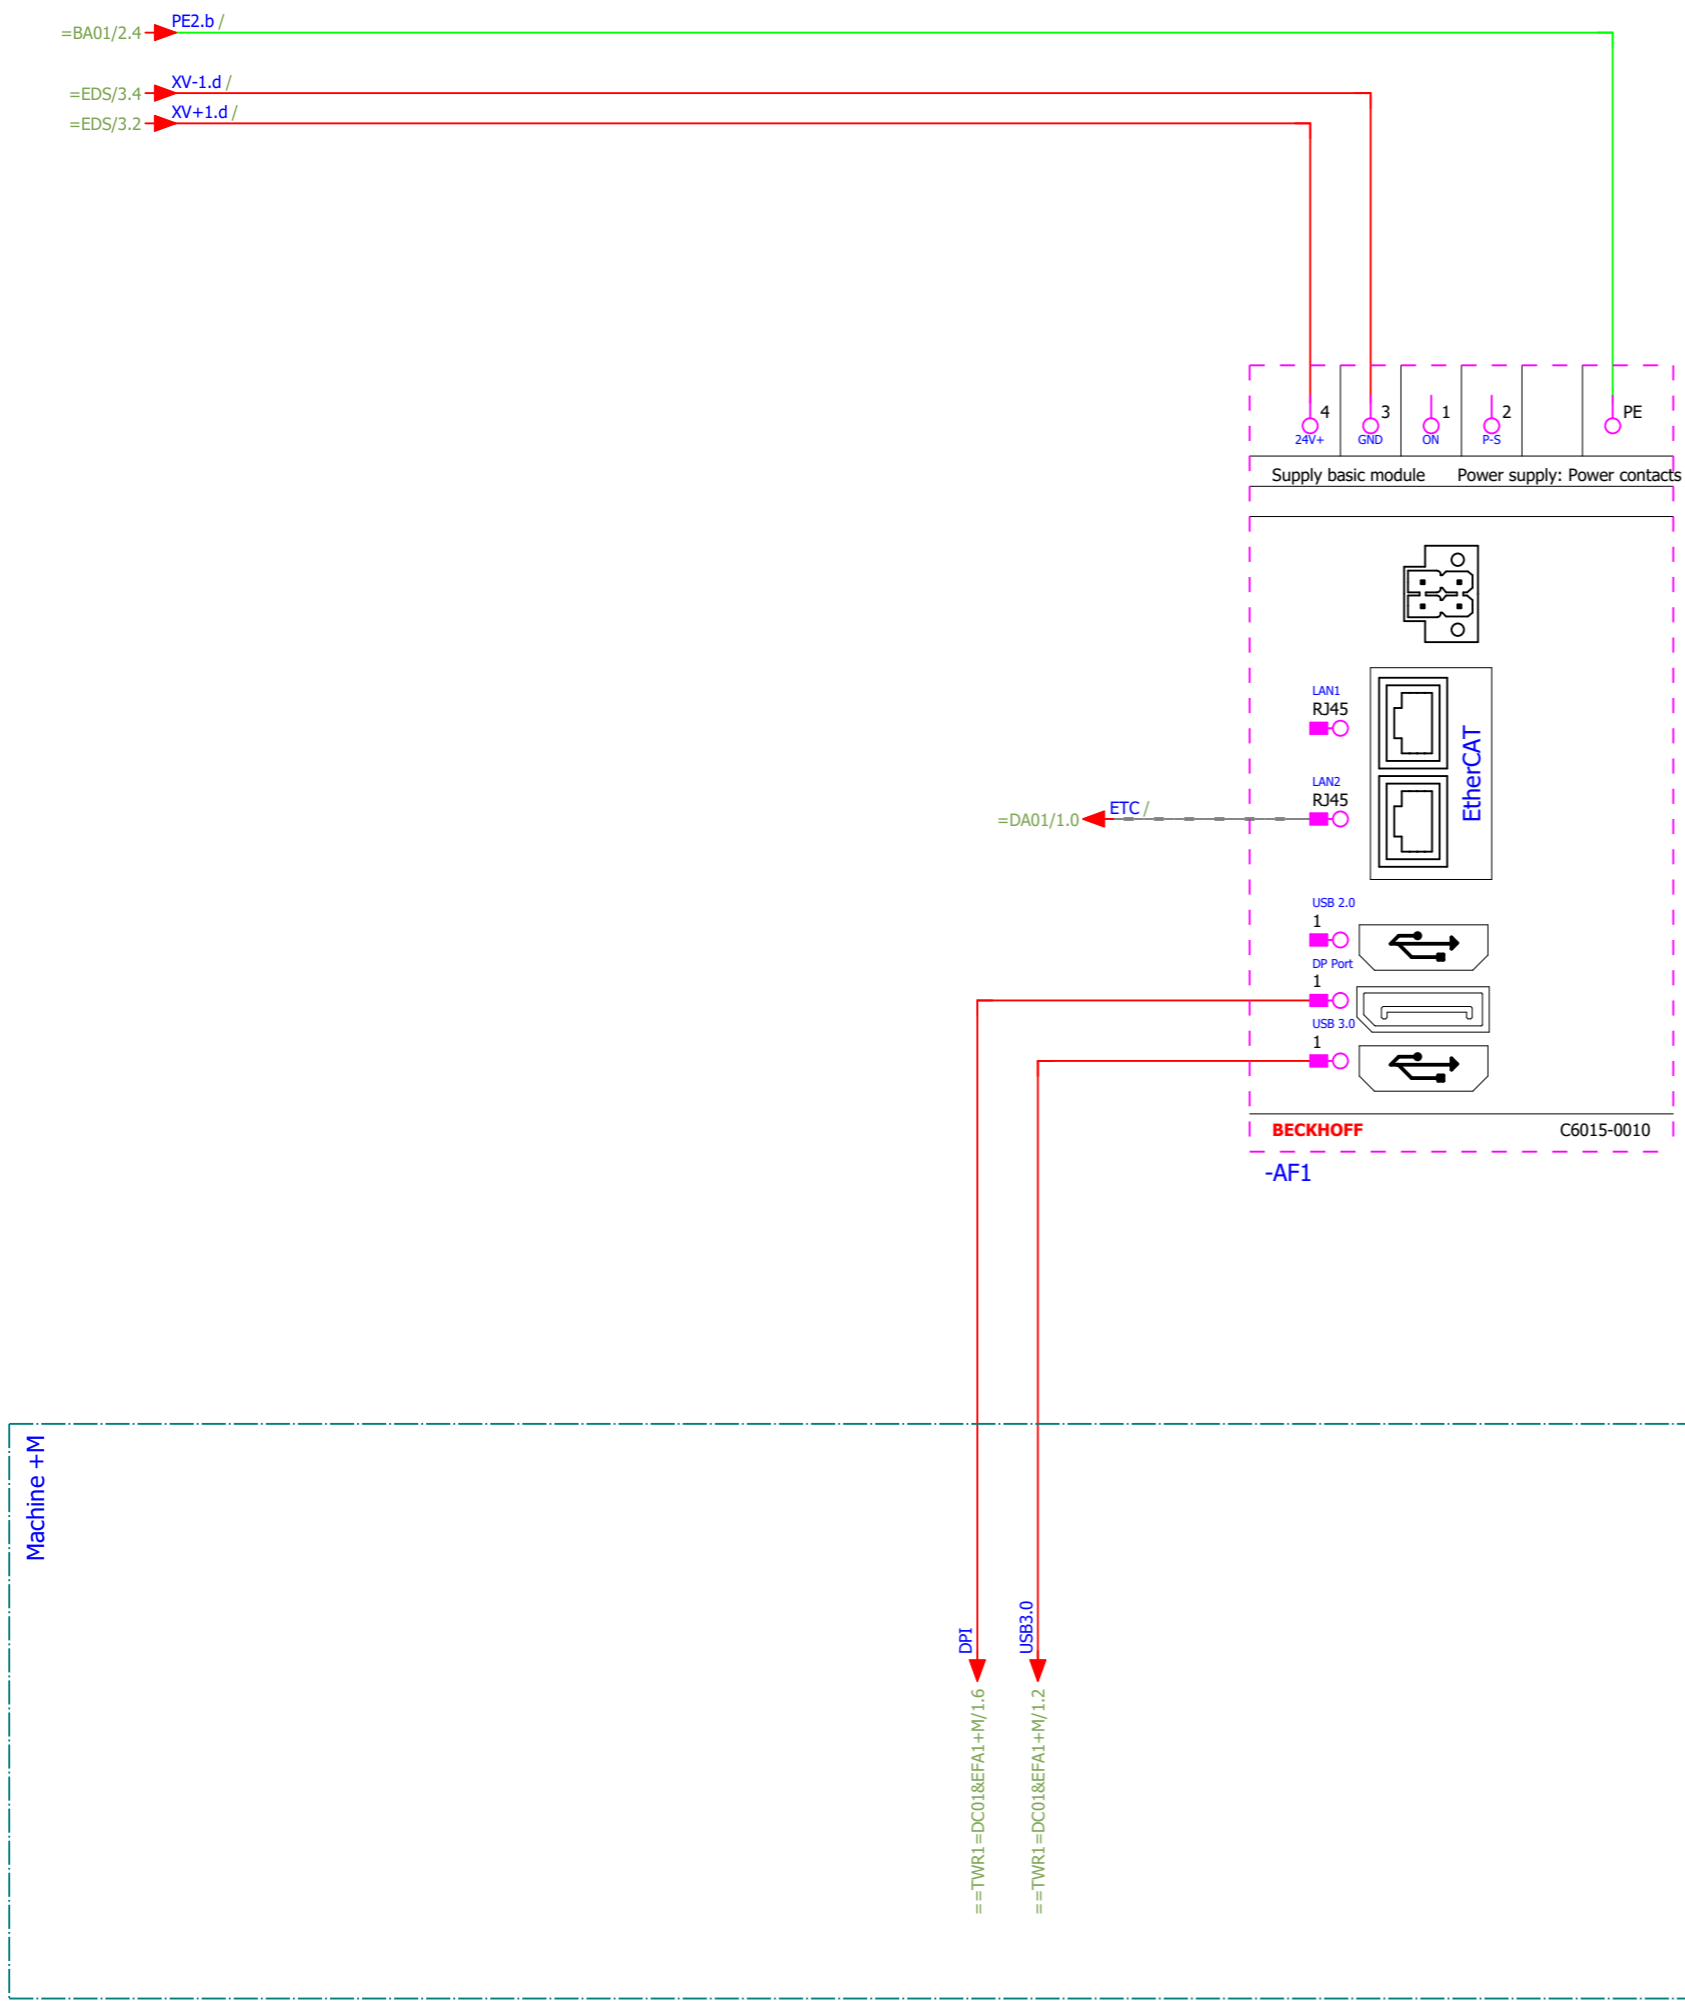 PE2.b /
=BA01/2.4
XV-1.d /
=EDS/3.4
XV+1.d /
=EDS/3.2
4 3 1 2 PE
24V+ GND ON P-S
Supply basic module Power supply: Power contacts
LAN1
RJ45
LAN2
RJ45
EtherCAT
ETC /
=DA01/1.0
USB 2.0
1
DP Port
1
USB 3.0
1
BECKHOFF C6015-0010
-AF1
Machine +M
DPI
USB3.0
==TWR1=DC01&EFA1+M/1.6
==TWR1=DC01&EFA1+M/1.2